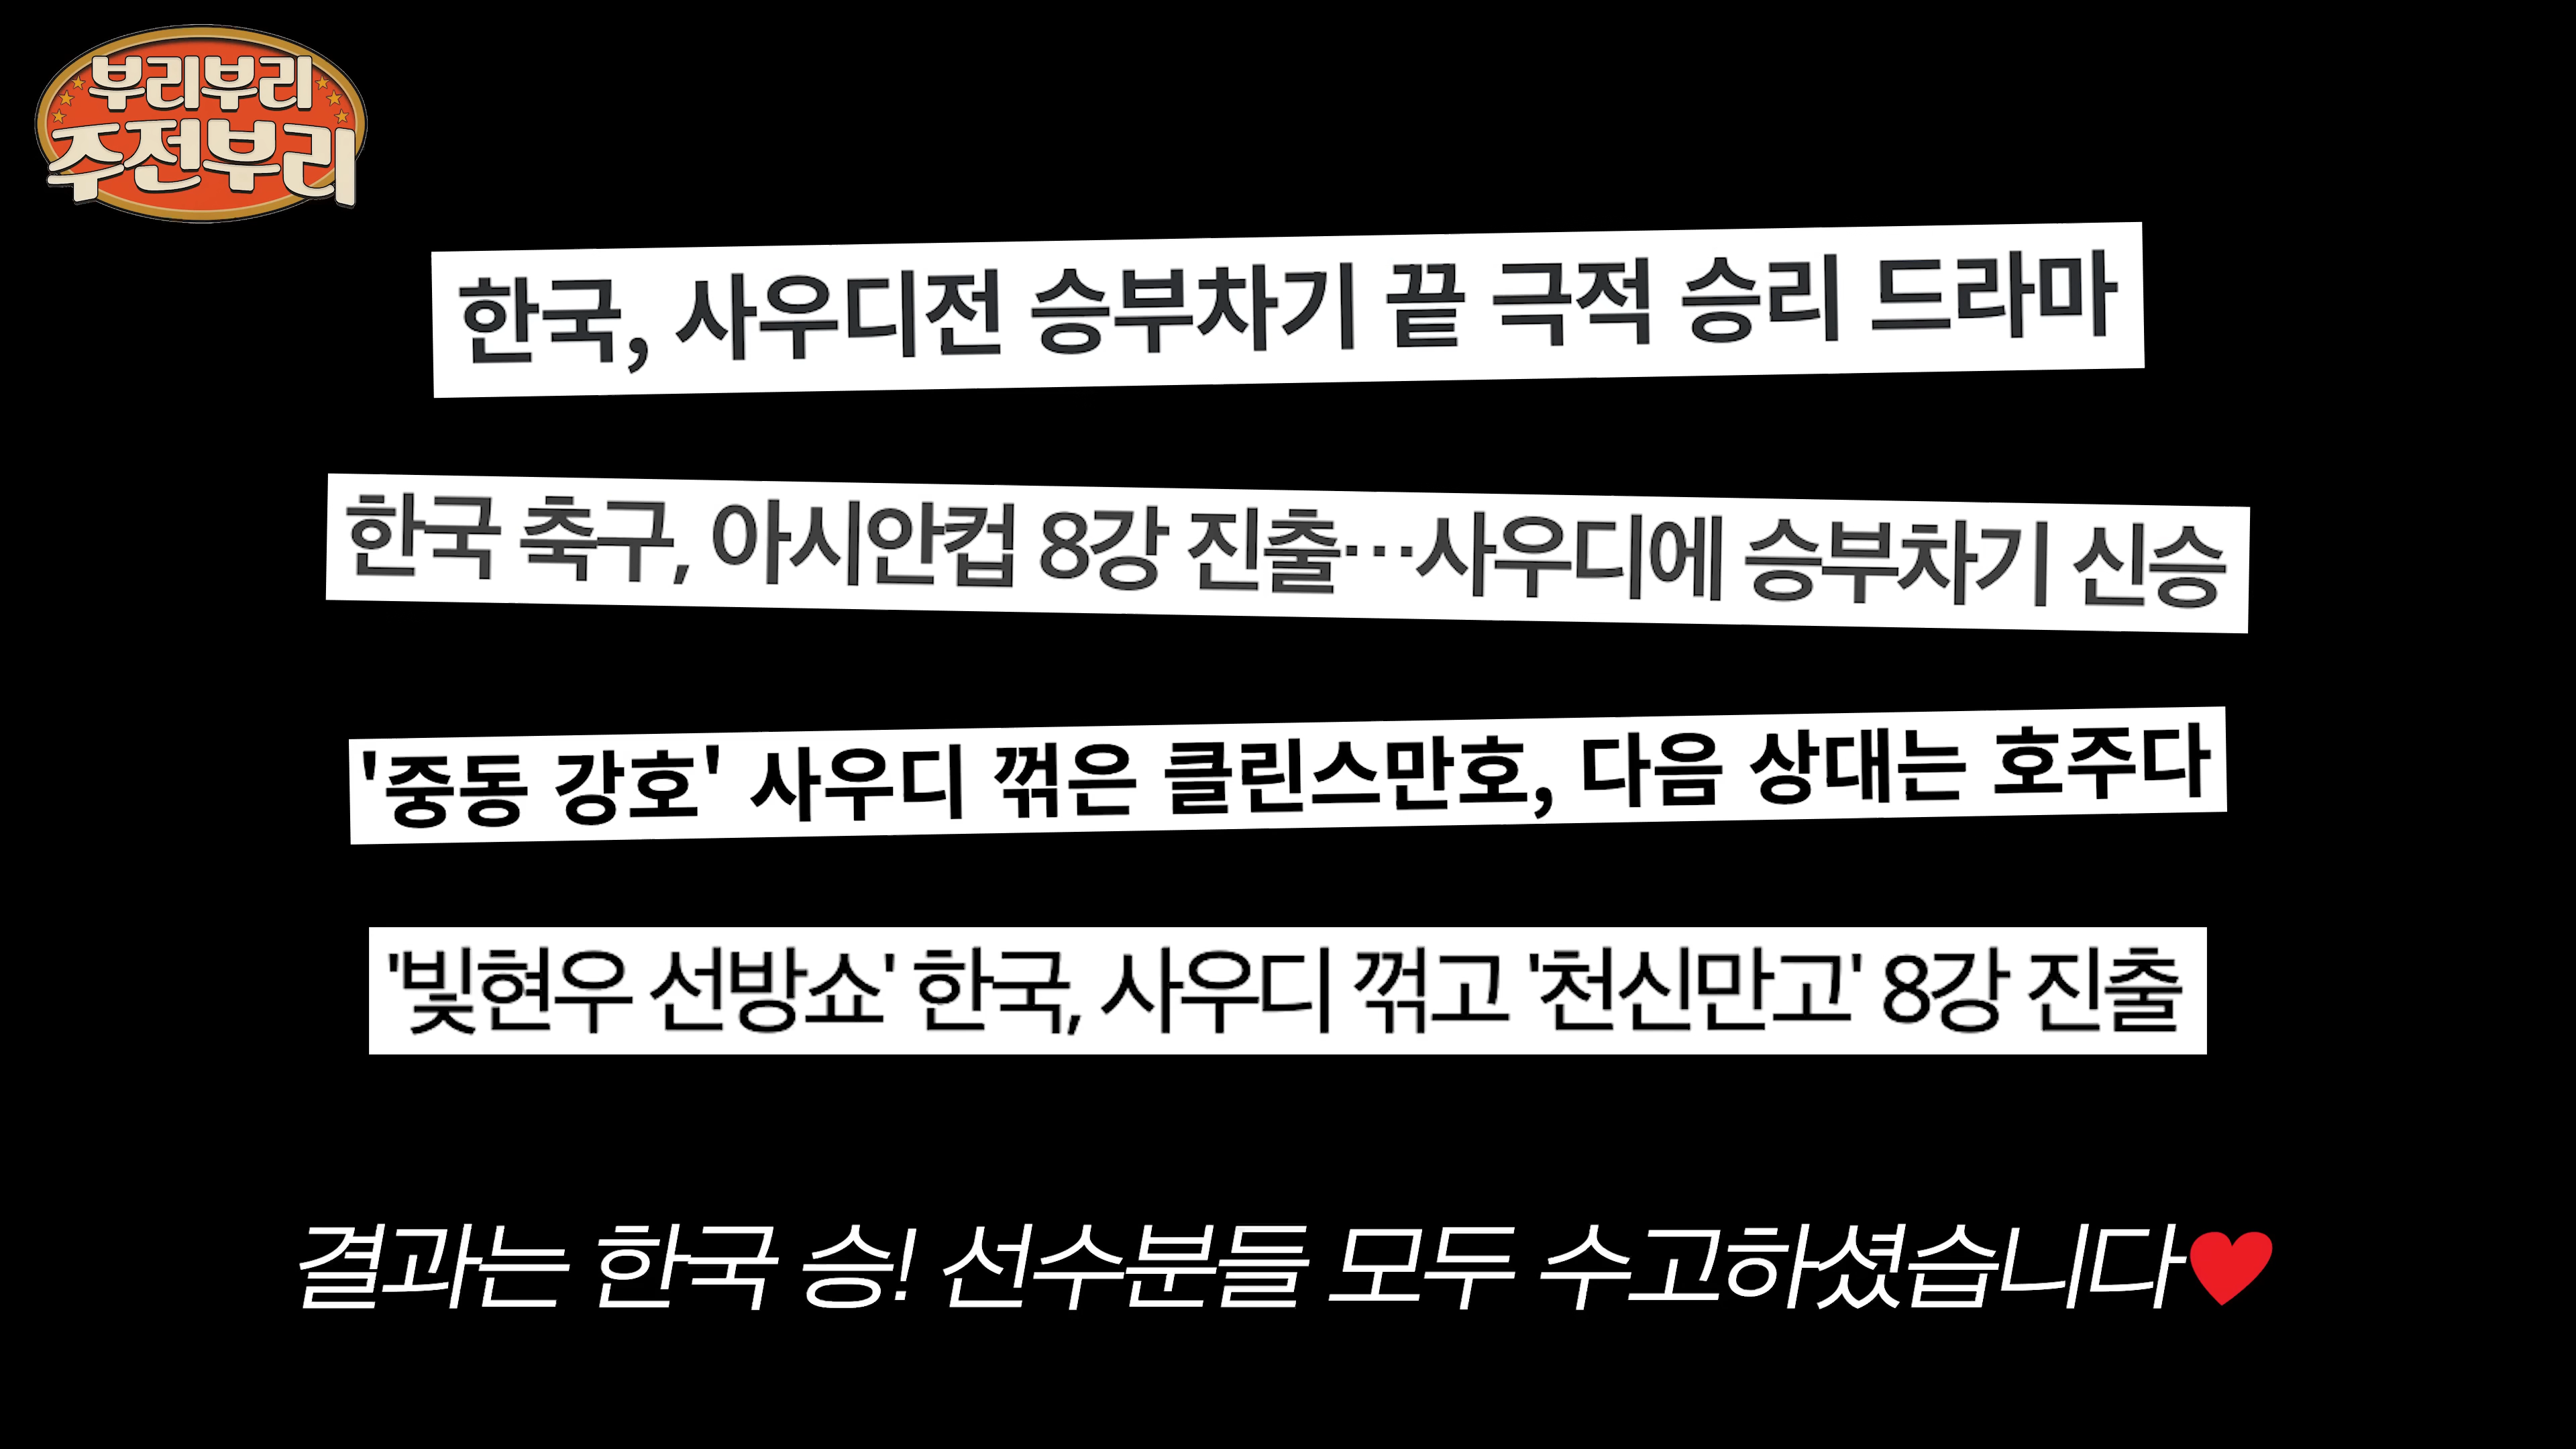 부리부리
주전부리
한국, 사우디전 승부차기 끝 극적 승리 드라마
한국 축구, 아시안컵 8강 진출…사우디에 승부차기 신승
'중동 강호' 사우디 꺾은 클린스만호, 다음 상대는 호주다
'빛현우 선방쇼' 한국, 사우디 꺾고 '천신만고' 8강 진출
결과는 한국 승! 선수분들 모두 수고하셨습니다♥